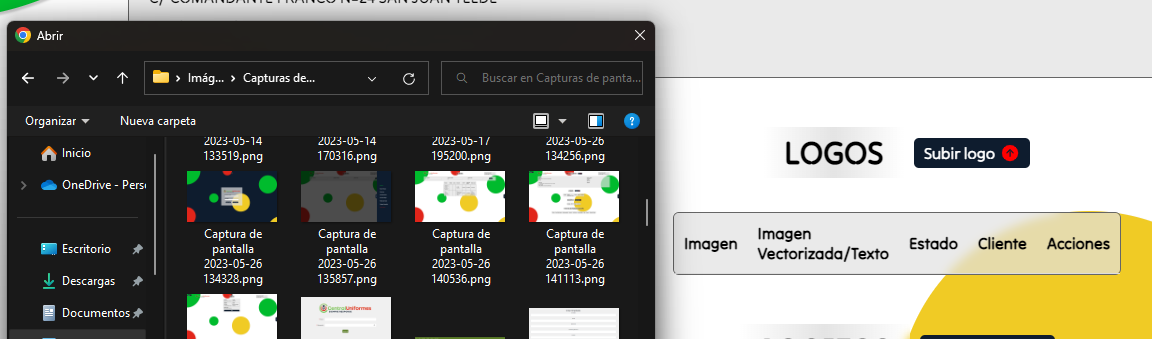 C/ COMANDANTE FRANCO Nº24 SAN JUAN TELDE
Abrir
Imág... Capturas de...
Buscar en Capturas de panta...
Organizar Nueva carpeta
Inicio
OneDrive - Perso
Escritorio
Descargas
Documentos
2023-05-14
133519.png
2023-05-14
170316.png
2023-05-17
195200.png
2023-05-26
134256.png
Captura de
pantalla
2023-05-26
134328.png
Captura de
pantalla
2023-05-26
135857.png
Captura de
pantalla
2023-05-26
140536.png
Captura de
pantalla
2023-05-26
141113.png
LOGOS
Subir logo
Imagen
Imagen
Vectorizada/Texto
Estado
Cliente
Acciones